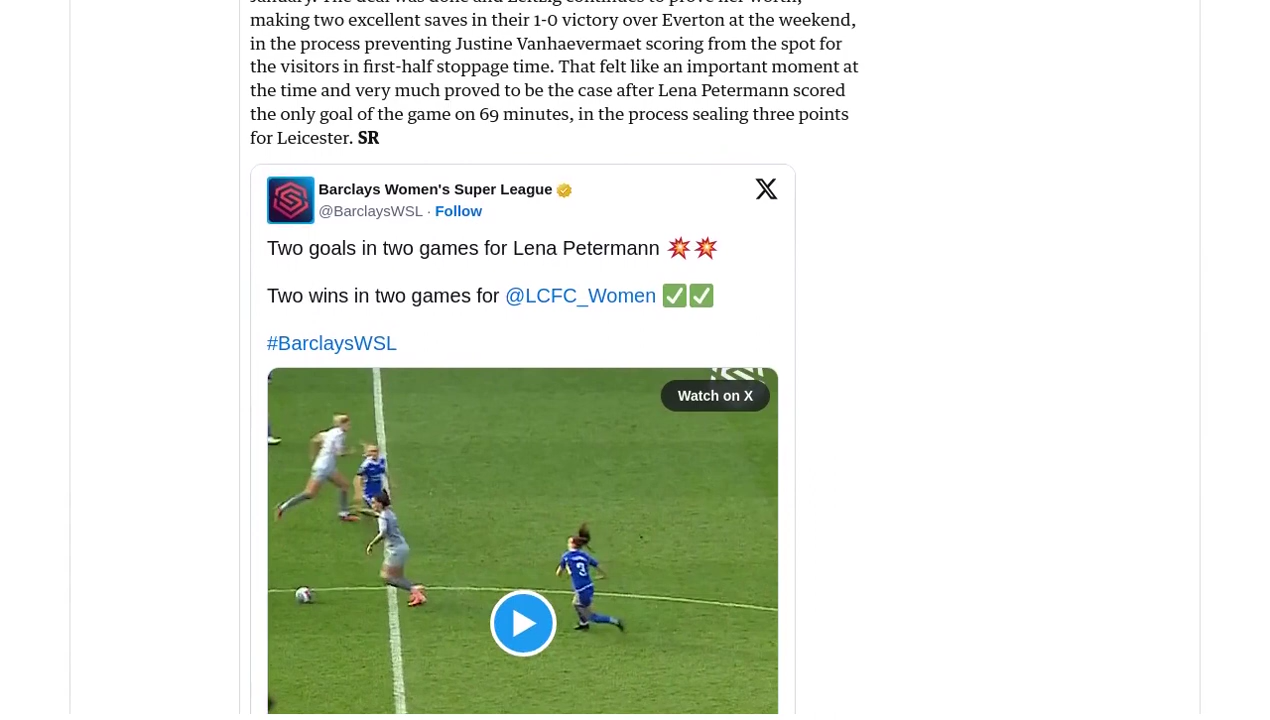 making two excellent saves in their 1-0 victory over Everton at the weekend,
in the process preventing Justine Vanhaevermaet scoring from the spot for
the visitors in first-half stoppage time. That felt like an important moment at
the time and very much proved to be the case after Lena Petermann scored
the only goal of the game on 69 minutes, in the process sealing three points
for Leicester. SR
Barclays Women's Super League
@BarclaysWSL · Follow
Two goals in two games for Lena Petermann 💥💥
Two wins in two games for @LCFC_Women ✅✅
#BarclaysWSL
Watch on X
3